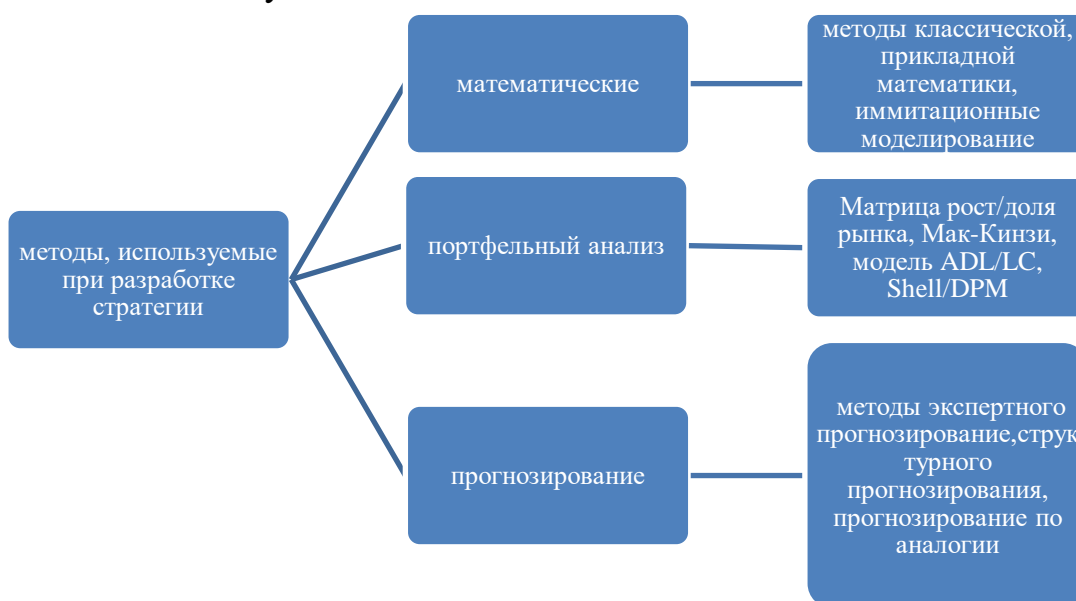 методы, используемые
при разработке
стратегии
математические
методы классической,
прикладной
математики,
иммитационные
моделирование
портфельный анализ
Матрица рост/доля
рынка, Мак-Кинзи,
модель ADL/LC,
Shell/DPM
прогнозирование
методы экспертного
прогнозирование,струк
турного
прогнозирования,
прогнозирование по
аналогии